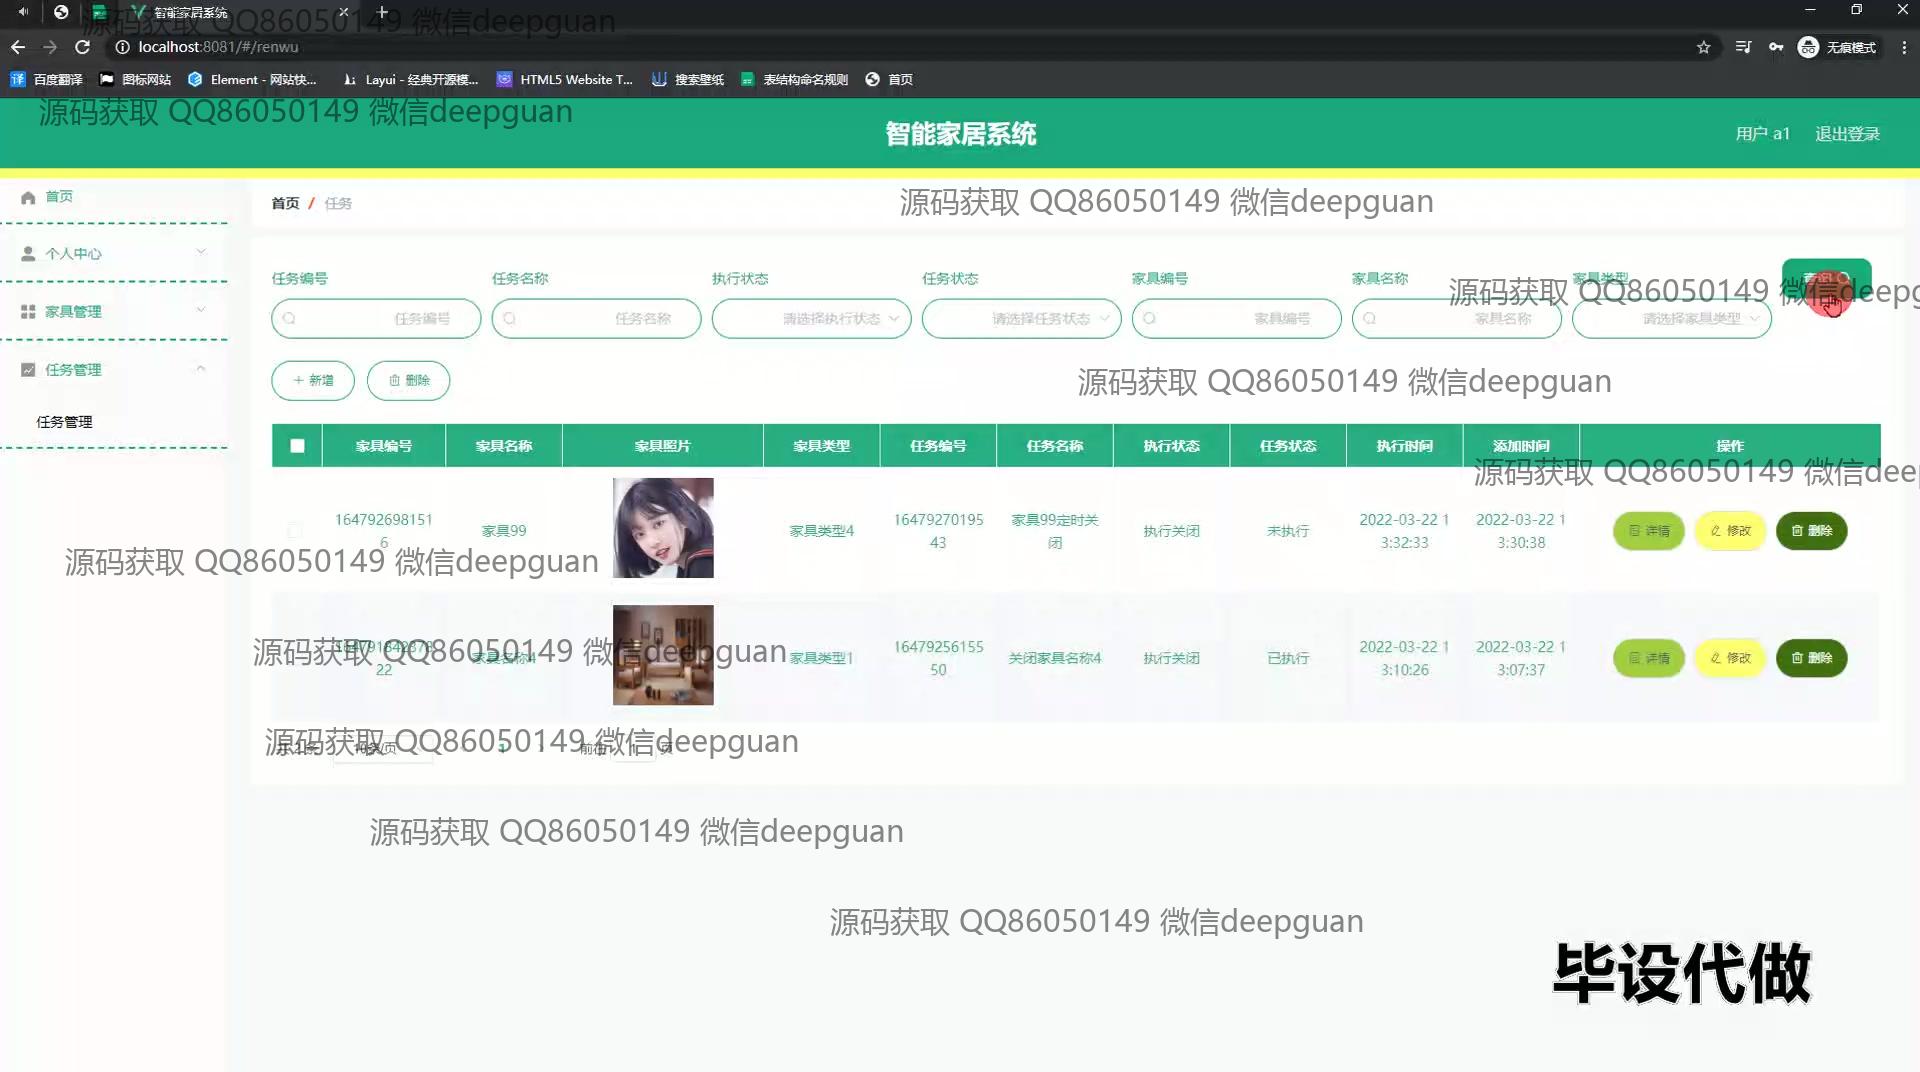 智能家居系统
源码获取 QQ86050149 微信deepguan
localhost:8081/#/renwu
无痕模式
百度翻译 图标网站 Element - 网站快... Layui - 经典开源模... HTML5 Website T... 搜索壁纸 表结构命名规则 首页
源码获取 QQ86050149 微信deepguan
智能家居系统
用户 a1 退出登录
首页
个人中心
家具管理
任务管理
任务管理
首页 / 任务
源码获取 QQ86050149 微信deepguan
任务编号 任务名称 执行状态 任务状态 家具编号 家具名称 家具类型
源码获取 QQ86050149 微信deepg
任务编号 任务名称 请选择执行状态 请选择任务状态 家具编号 家具名称 请选择家具类型
新增 删除
源码获取 QQ86050149 微信deepguan
家具编号 家具名称 家具照片 家具类型 任务编号 任务名称 执行状态 任务状态 执行时间 添加时间 操作
源码获取 QQ86050149 微信deep
164792698151
6
家具99
家具类型4
16479270195
43
家具99定时关
闭
执行关闭
未执行
2022-03-22 1
3:32:33
2022-03-22 1
3:30:38
详情 修改 删除
源码获取 QQ86050149 微信deepguan
22
家具名称4
家具类型1
16479256155
50
关闭家具名称4
执行关闭
已执行
2022-03-22 1
3:10:26
2022-03-22 1
3:07:37
详情 修改 删除
源码获取 QQ86050149 微信deepguan
源码获取 QQ86050149 微信deepguan
源码获取 QQ86050149 微信deepguan
源码获取 QQ86050149 微信deepguan
毕设代做